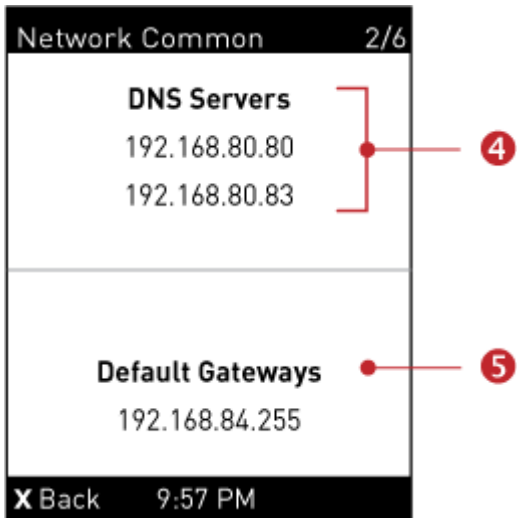 Network Common 2/6
DNS Servers
192.168.80.80
192.168.80.83
4
Default Gateways
5
192.168.84.255
X Back 9:57 PM